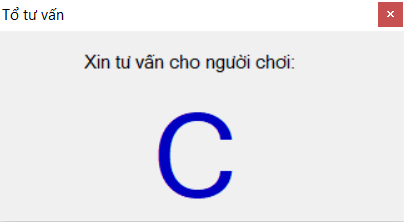 Tổ tư vấn
Xin tư vấn cho người chơi:
C